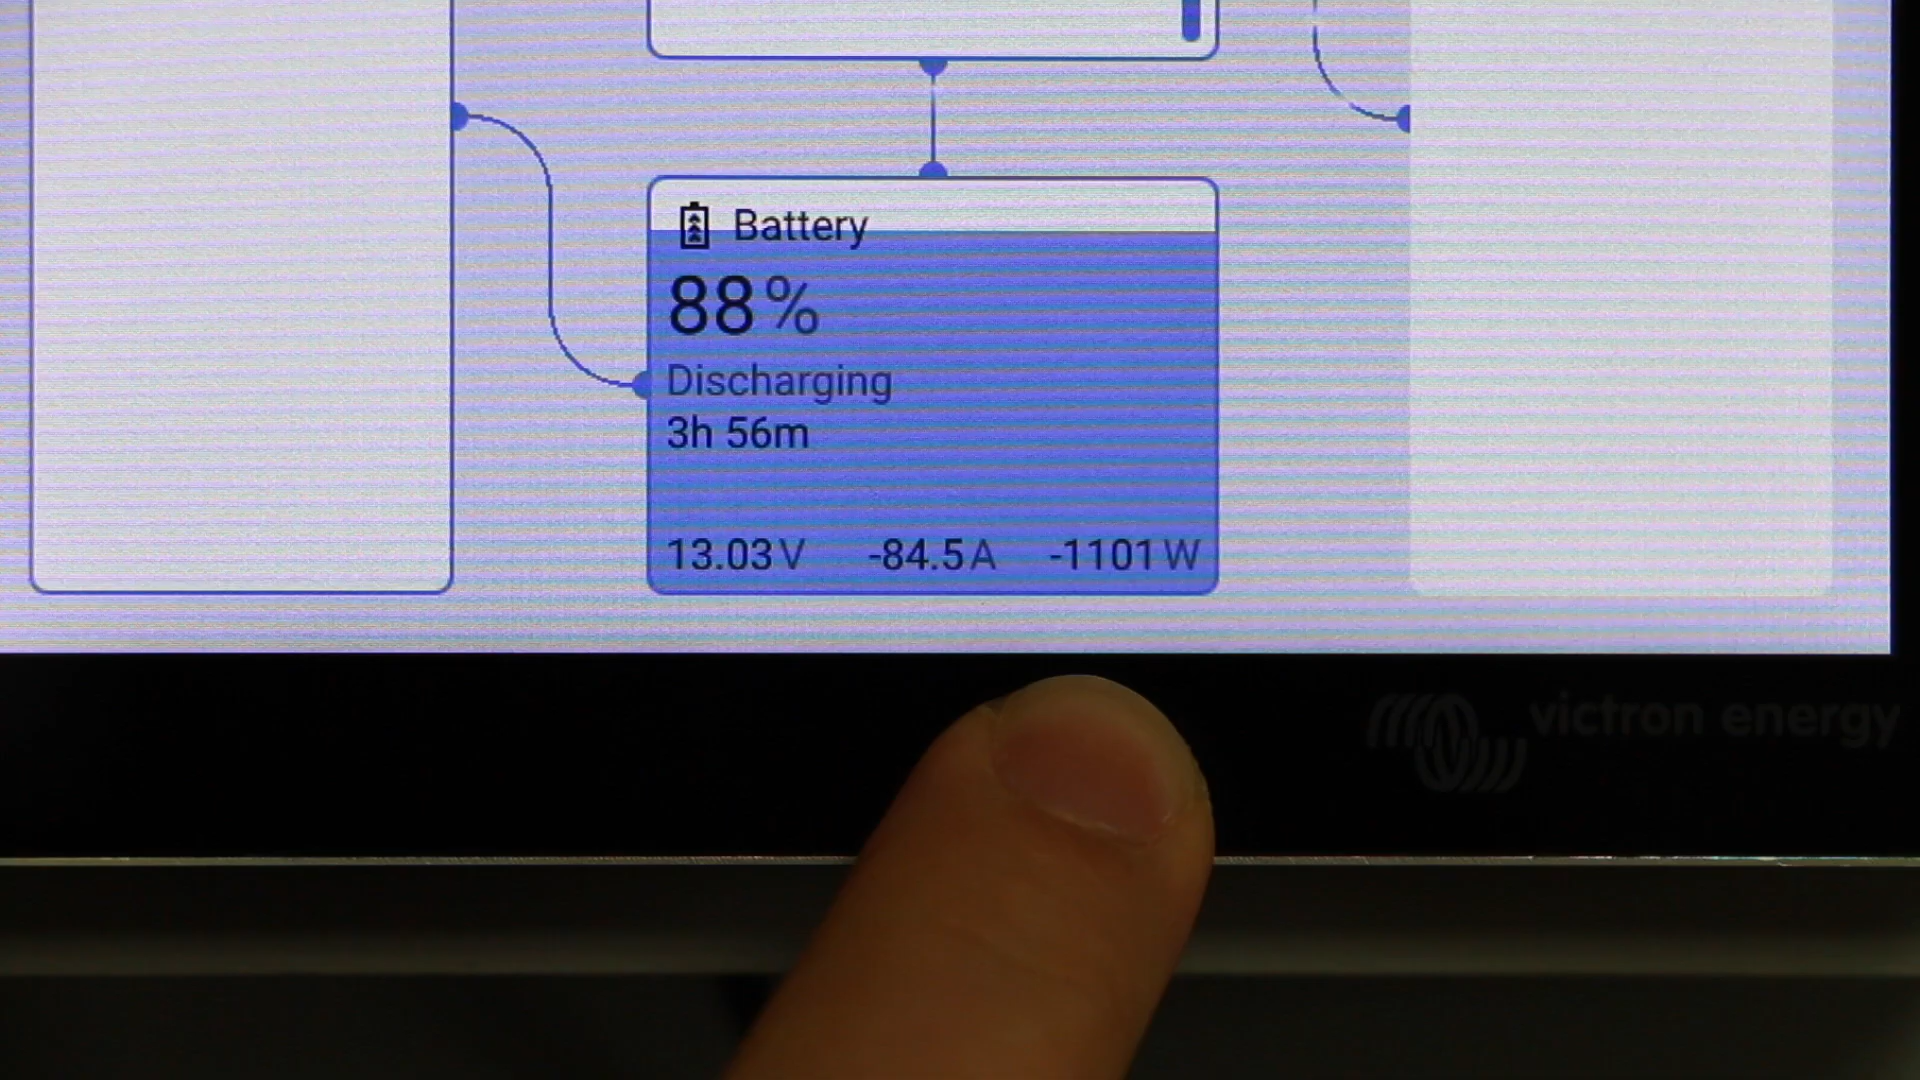 Battery
88%
Discharging
3h 56m
13.03V -84.5A -1101W
victron energy